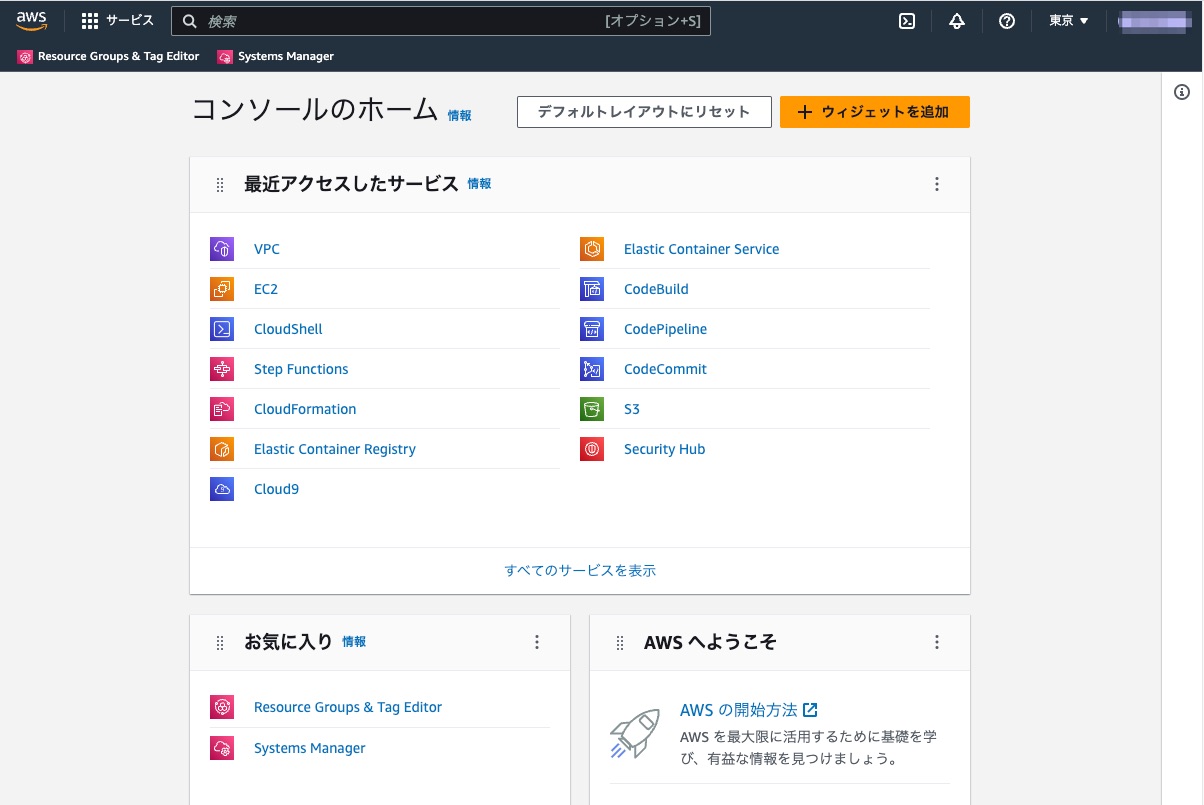 aws
サービス
検索
[オプション+S]
東京
Resource Groups & Tag Editor
Systems Manager
コンソールのホーム 情報
デフォルトレイアウトにリセット
ウィジェットを追加
最近アクセスしたサービス 情報
VPC
EC2
CloudShell
Step Functions
CloudFormation
Elastic Container Registry
Cloud9
Elastic Container Service
CodeBuild
CodePipeline
CodeCommit
S3
Security Hub
すべてのサービスを表示
お気に入り 情報
Resource Groups & Tag Editor
Systems Manager
AWS へようこそ
AWS の開始方法
AWS を最大限に活用するために基礎を学
び、有益な情報を見つけましょう。